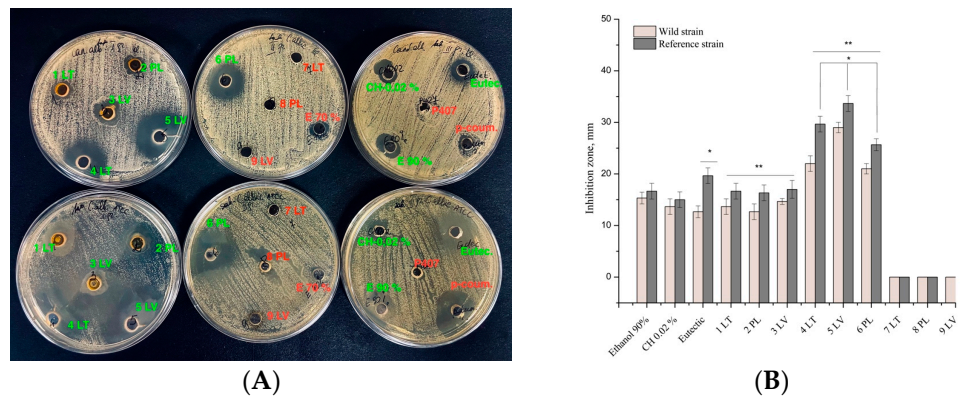 1 LT
2 PL
3 LV
5 LV
4 LT
6 PL
7 LT
8 PL
E 70 %
9 LV
CH-0.02 %
Eutec.
P407
p-coum.
E 90 %
1 LT
2 PL
3 LV
5 LV
4 LT
6 PL
7 LT
8 PL
E 70 %
9 LV
CH-0.02 %
Eutec.
P407
p-coum.
E 90 %
(A)
Wild strain
Reference strain
**
*
*
**
50
40
30
20
10
0
Inhibition zone, mm
Ethanol 90%
CH 0.02 %
Eutectic
1 LT
2 PL
3 LV
4 LT
5 LV
6 PL
7 LT
8 PL
9 LV
(B)